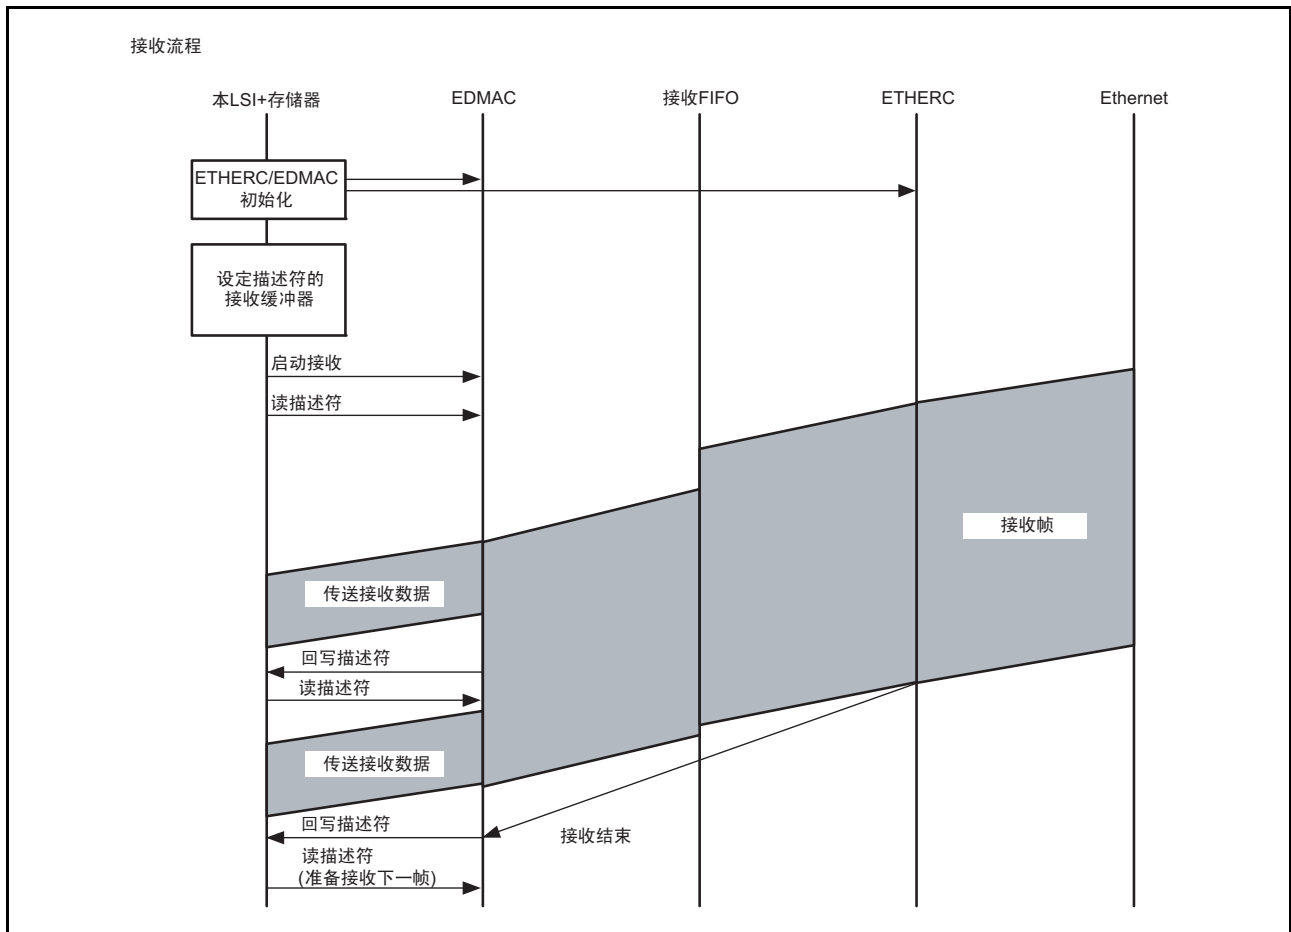 接收流程
本LSI+存储器 EDMAC 接收FIFO ETHERC Ethernet
ETHERC/EDMAC
初始化
设定描述符的
接收缓冲器
启动接收
读描述符
接收帧
传送接收数据
回写描述符
读描述符
传送接收数据
回写描述符
接收结束
读描述符
(准备接收下一帧)